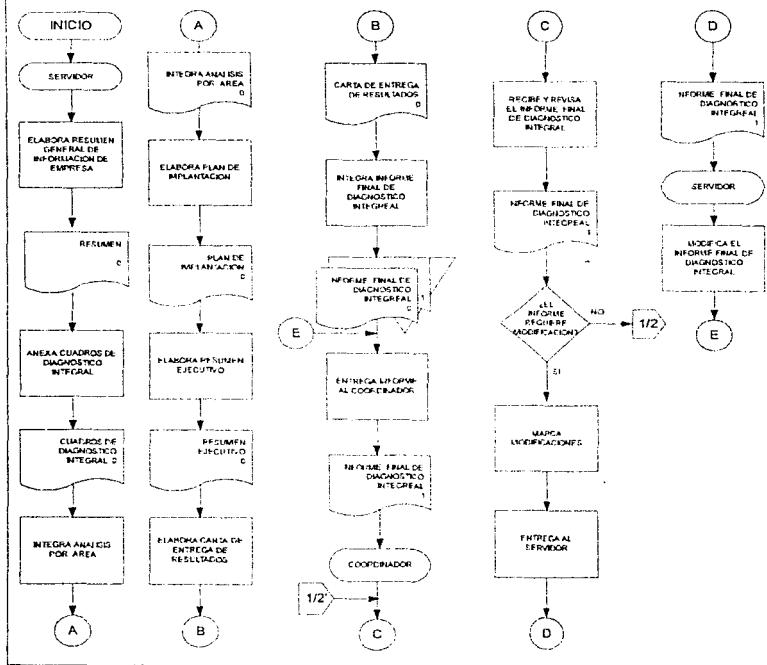 INICIO
SERVIDOR
ELABORA RESUMEN
GENERAL DE
INFORMACION DE
EMPRESA
RESUMEN
0
ANEXA CUADROS DE
DIAGNOSTICO
INTEGRAL
CUADROS DE
DIAGNOSTICO
INTEGRAL 0
INTEGRA ANALISIS
POR AREA
A
A
INTEGRA ANALISIS
POR AREA
0
ELABORA PLAN DE
IMPLANTACION
PLAN DE
IMPLANTACION
0
ELABORA RESUMEN
EJECUTIVO
RESUMEN
EJECUTIVO
0
ELABORA CARTA DE
ENTREGA DE
RESULTADOS
B
B
CARTA DE ENTREGA
DE RESULTADOS
0
INTEGRA INFORME
FINAL DE
DIAGNOSTICO
INTEGREAL
INFORME FINAL DE
DIAGNOSTICO
INTEGREAL 1
0
E
ENTREGA INFORME
AL COORDINADOR
INFORME FINAL DE
DIAGNOSTICO
INTEGREAL
1
COORDINADOR
1/2'
C
C
RECIBE Y REVISA
EL INFORME FINAL
DE DIAGNOSTICO
INTEGRAL
INFORME FINAL DE
DIAGNOSTICO
INTEGREAL
1
¿EL
INFORME
REQUIERE
MODIFICACION?
NO
1/2
SI
MARCA
MODIFICACIONES
ENTREGA AL
SERVIDOR
D
D
INFORME FINAL DE
DIAGNOSTICO
INTEGREAL
1
SERVIDOR
MODIFICA EL
INFORME FINAL DE
DIAGNOSTICO
INTEGRAL
E